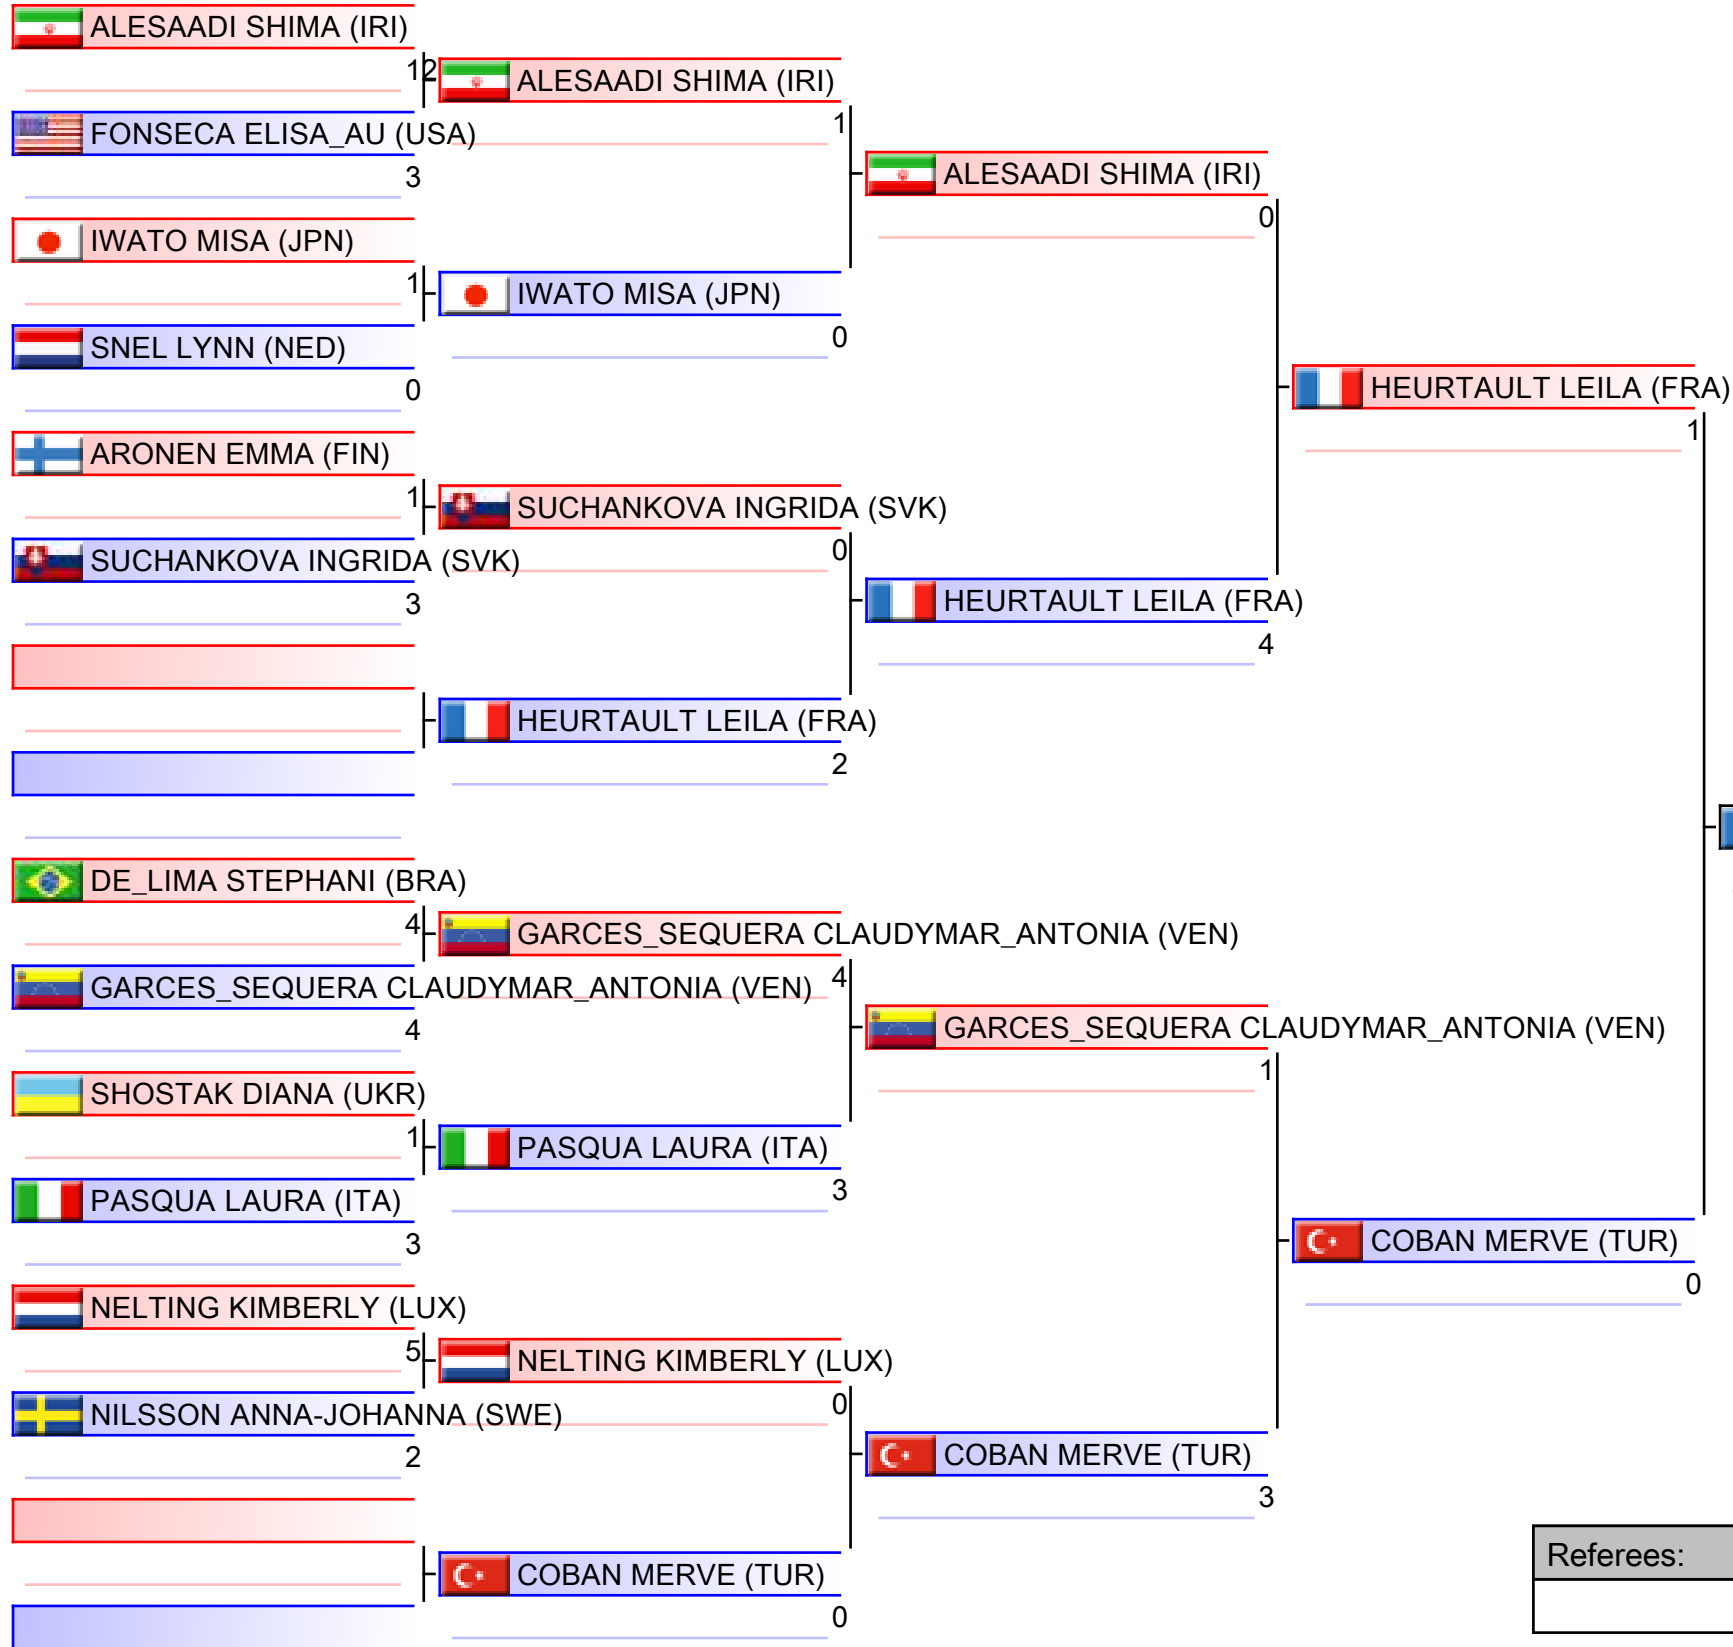 ALESAADI SHIMA (IRI)
12
FONSECA ELISA_AU (USA)
3
IWATO MISA (JPN)
1
SNEL LYNN (NED)
0
ARONEN EMMA (FIN)
1
SUCHANKOVA INGRIDA (SVK)
3
DE_LIMA STEPHANI (BRA)
4
GARCES_SEQUERA CLAUDYMAR_ANTONIA (VEN)
4
SHOSTAK DIANA (UKR)
1
PASQUA LAURA (ITA)
3
NELTING KIMBERLY (LUX)
5
NILSSON ANNA-JOHANNA (SWE)
2
ALESAADI SHIMA (IRI)
1
IWATO MISA (JPN)
0
SUCHANKOVA INGRIDA (SVK)
0
HEURTAULT LEILA (FRA)
2
GARCES_SEQUERA CLAUDYMAR_ANTONIA (VEN)
4
PASQUA LAURA (ITA)
3
NELTING KIMBERLY (LUX)
0
COBAN MERVE (TUR)
0
ALESAADI SHIMA (IRI)
0
HEURTAULT LEILA (FRA)
4
GARCES_SEQUERA CLAUDYMAR_ANTONIA (VEN)
1
COBAN MERVE (TUR)
3
HEURTAULT LEILA (FRA)
1
COBAN MERVE (TUR)
0
Referees: